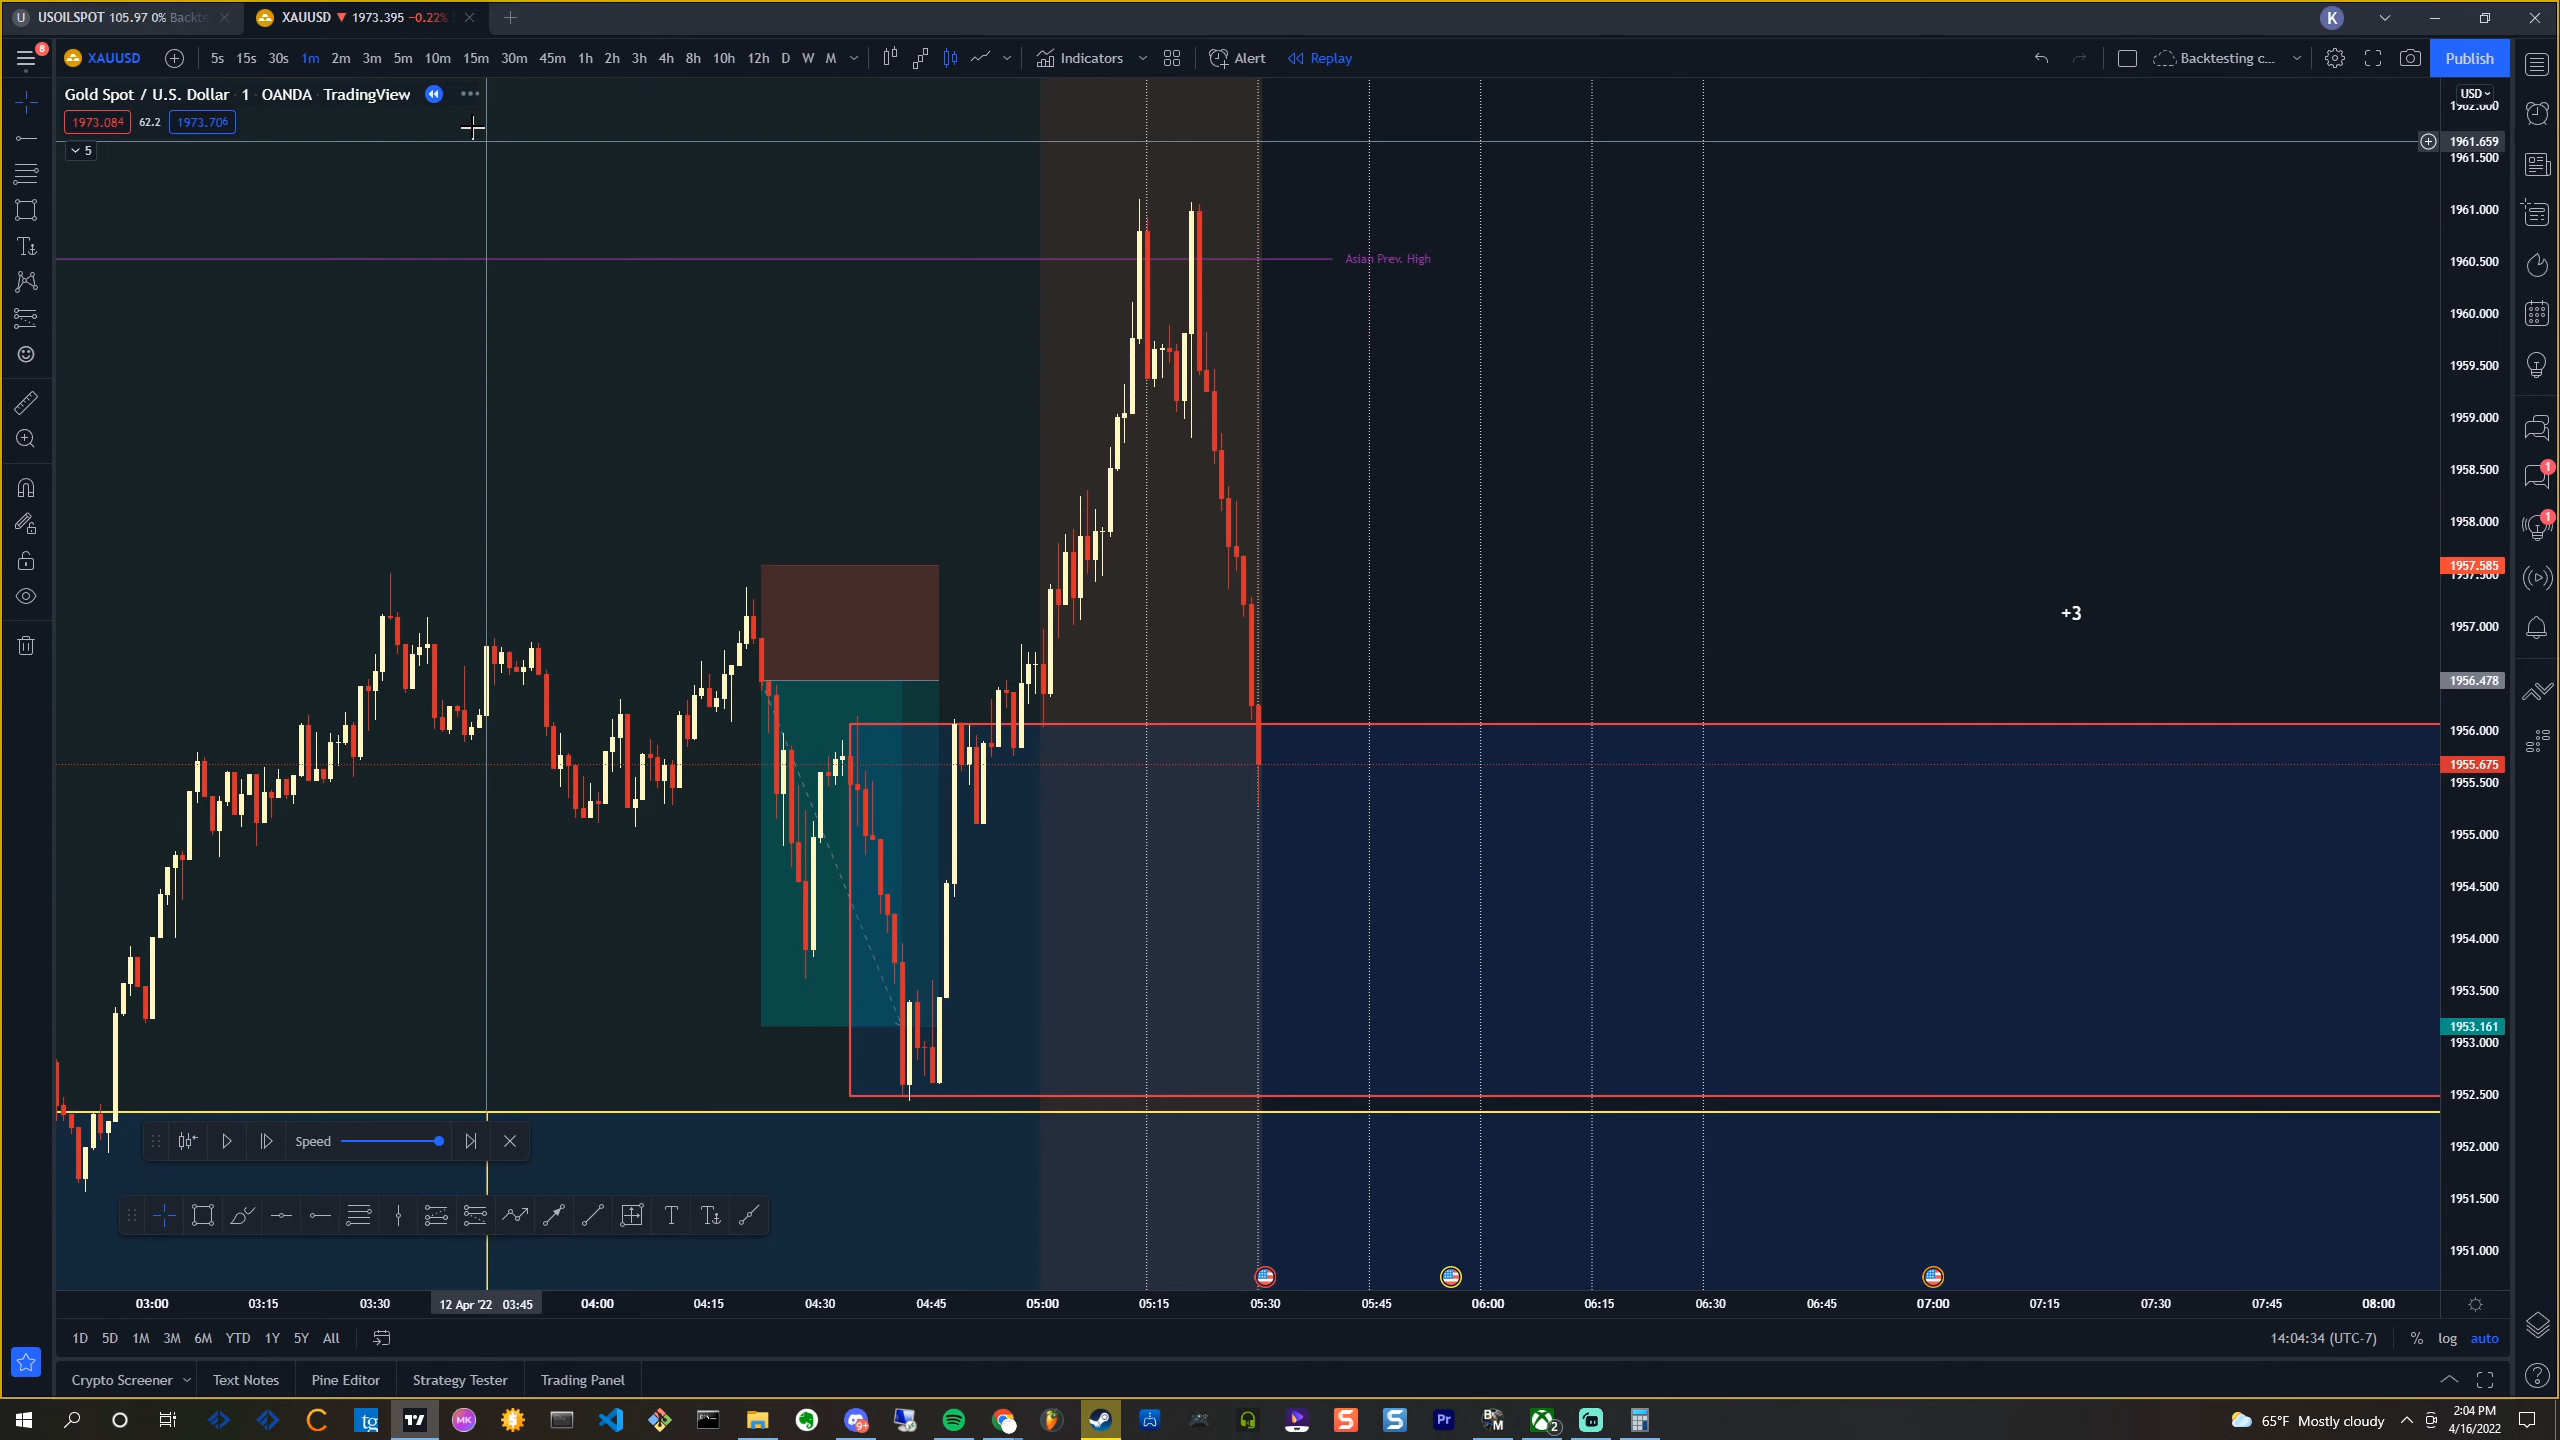 USOILSPOT 105.97 0% Backte
XAUUSD ▼ 1973.395 −0.22%
K
8
XAUUSD
5s 15s 30s 1m 2m 3m 5m 10m 15m 30m 45m 1h 2h 3h 4h 8h 10h 12h D W M
Indicators
Alert
Replay
Backtesting c...
Publish
Gold Spot / U.S. Dollar 1 OANDA TradingView
1973.084 62.2 1973.706
5
USD
1962.000
1961.659
1961.500
1961.000
Asian Prev. High
1960.500
1960.000
1959.500
1959.000
1958.500
1
1958.000
1
1957.585
1957.500
+3
1957.000
1956.478
1956.000
1955.675
1955.500
1955.000
1954.500
1954.000
1953.500
1953.161
1953.000
1952.500
1952.000
1951.500
1951.000
Speed
T
03:00 03:15 03:30 12 Apr '22 03:45 04:00 04:15 04:30 04:45 05:00 05:15 05:30 05:45 06:00 06:15 06:30 06:45 07:00 07:15 07:30 07:45 08:00
1D 5D 1M 3M 6M YTD 1Y 5Y All
14:04:34 (UTC-7) % log auto
Crypto Screener Text Notes Pine Editor Strategy Tester Trading Panel
65°F Mostly cloudy
2:04 PM
4/16/2022